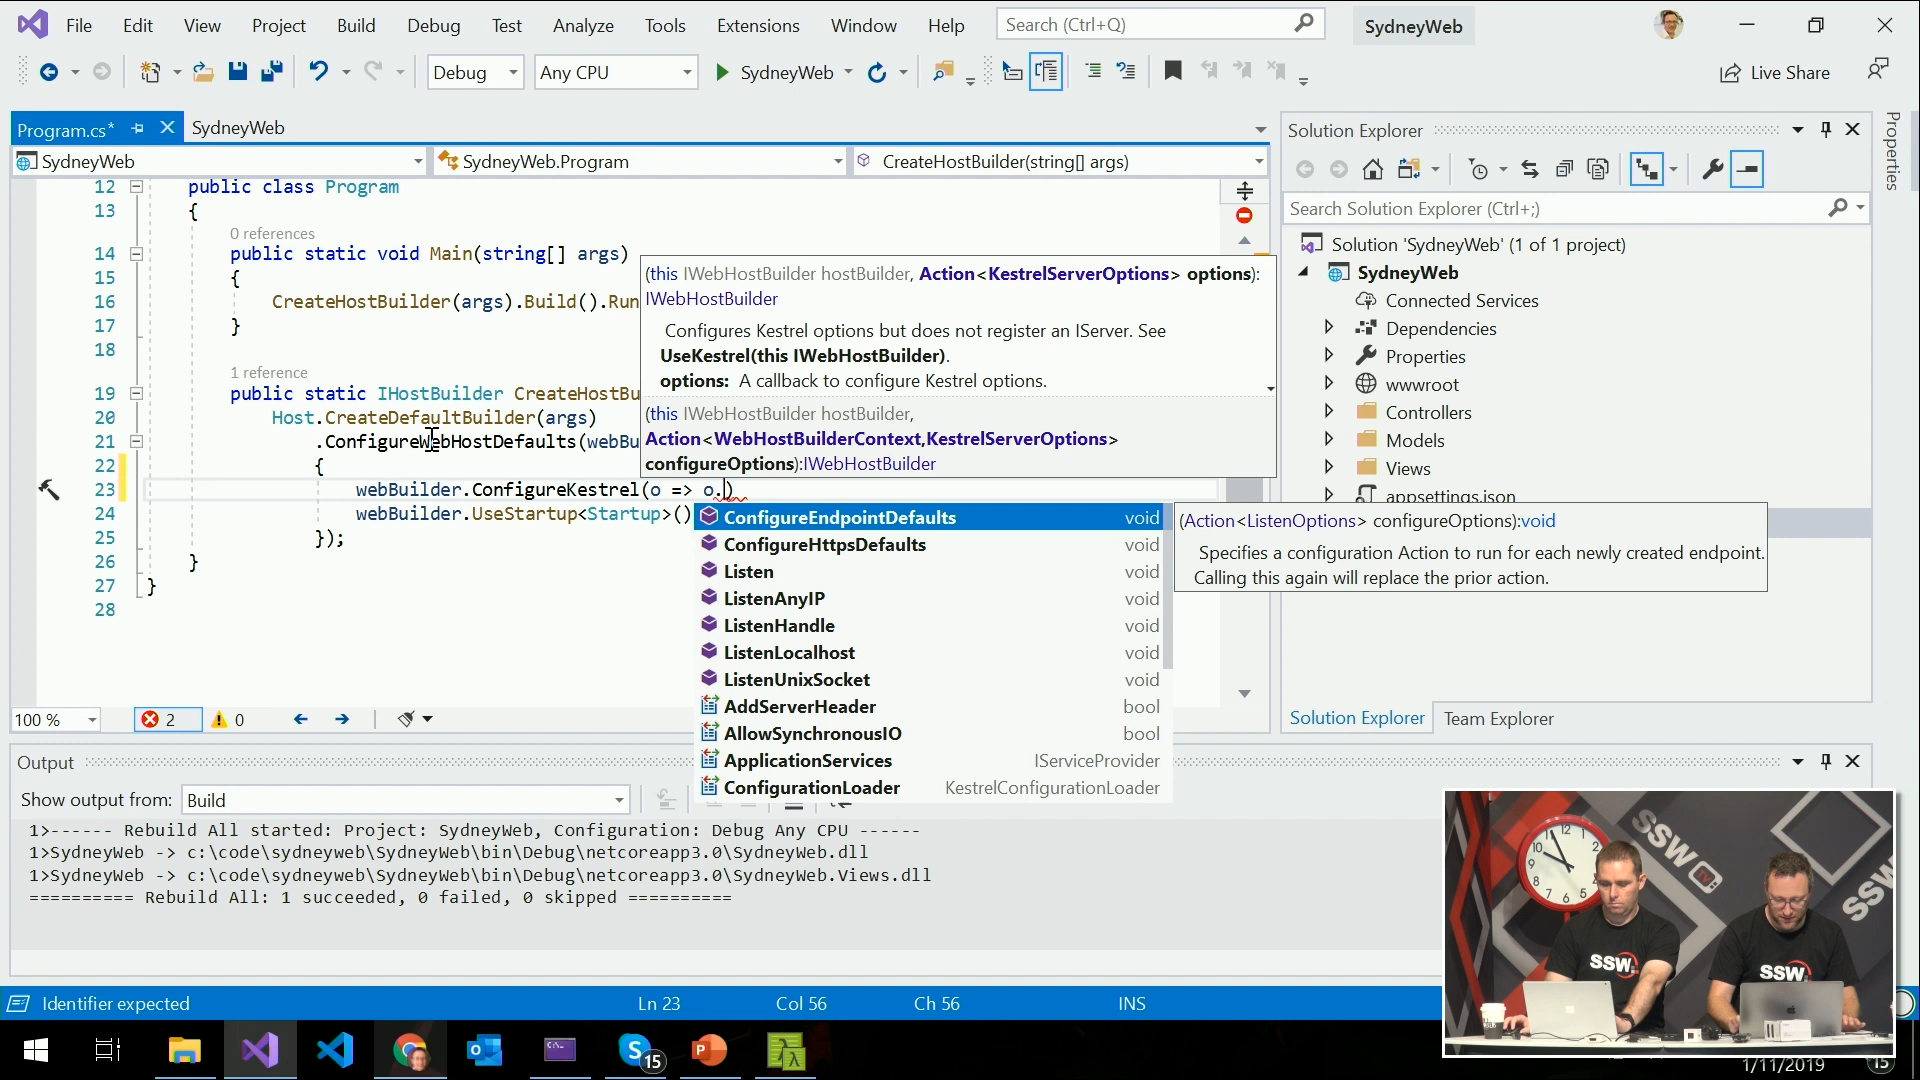 File Edit View Project Build Debug Test Analyze Tools Extensions Window Help Search (Ctrl+Q) SydneyWeb
Debug Any CPU SydneyWeb Live Share
Program.cs* SydneyWeb
SydneyWeb SydneyWeb.Program CreateHostBuilder(string[] args)
12 public class Program
13 {
0 references
14 public static void Main(string[] args)
15 {
16 CreateHostBuilder(args).Build().Run
17 }
18
1 reference
19 public static IHostBuilder CreateHostBu
20 Host.CreateDefaultBuilder(args)
21 .ConfigureWebHostDefaults(webBu
22 {
23 webBuilder.ConfigureKestrel(o => o.)
24 webBuilder.UseStartup<Startup>()
25 });
26 }
27 }
28
(this IWebHostBuilder hostBuilder, Action<KestrelServerOptions> options):
IWebHostBuilder
Configures Kestrel options but does not register an IServer. See
UseKestrel(this IWebHostBuilder).
options: A callback to configure Kestrel options.
(this IWebHostBuilder hostBuilder,
Action<WebHostBuilderContext,KestrelServerOptions>
configureOptions):IWebHostBuilder
ConfigureEndpointDefaults void
ConfigureHttpsDefaults void
Listen void
ListenAnyIP void
ListenHandle void
ListenLocalhost void
ListenUnixSocket void
AddServerHeader bool
AllowSynchronousIO bool
ApplicationServices IServiceProvider
ConfigurationLoader KestrelConfigurationLoader
(Action<ListenOptions> configureOptions):void
Specifies a configuration Action to run for each newly created endpoint.
Calling this again will replace the prior action.
Solution Explorer
Search Solution Explorer (Ctrl+;)
Solution 'SydneyWeb' (1 of 1 project)
SydneyWeb
Connected Services
Dependencies
Properties
wwwroot
Controllers
Models
Views
appsettings.json
Solution Explorer Team Explorer
Properties
100 % 2 0
Output
Show output from: Build
1>------ Rebuild All started: Project: SydneyWeb, Configuration: Debug Any CPU ------
1>SydneyWeb -> c:\code\sydneyweb\SydneyWeb\bin\Debug\netcoreapp3.0\SydneyWeb.dll
1>SydneyWeb -> c:\code\sydneyweb\SydneyWeb\bin\Debug\netcoreapp3.0\SydneyWeb.Views.dll
========== Rebuild All: 1 succeeded, 0 failed, 0 skipped ==========
Identifier expected Ln 23 Col 56 Ch 56 INS
SSW TV
SSW
SSW
SSW
15
1/11/2019
15